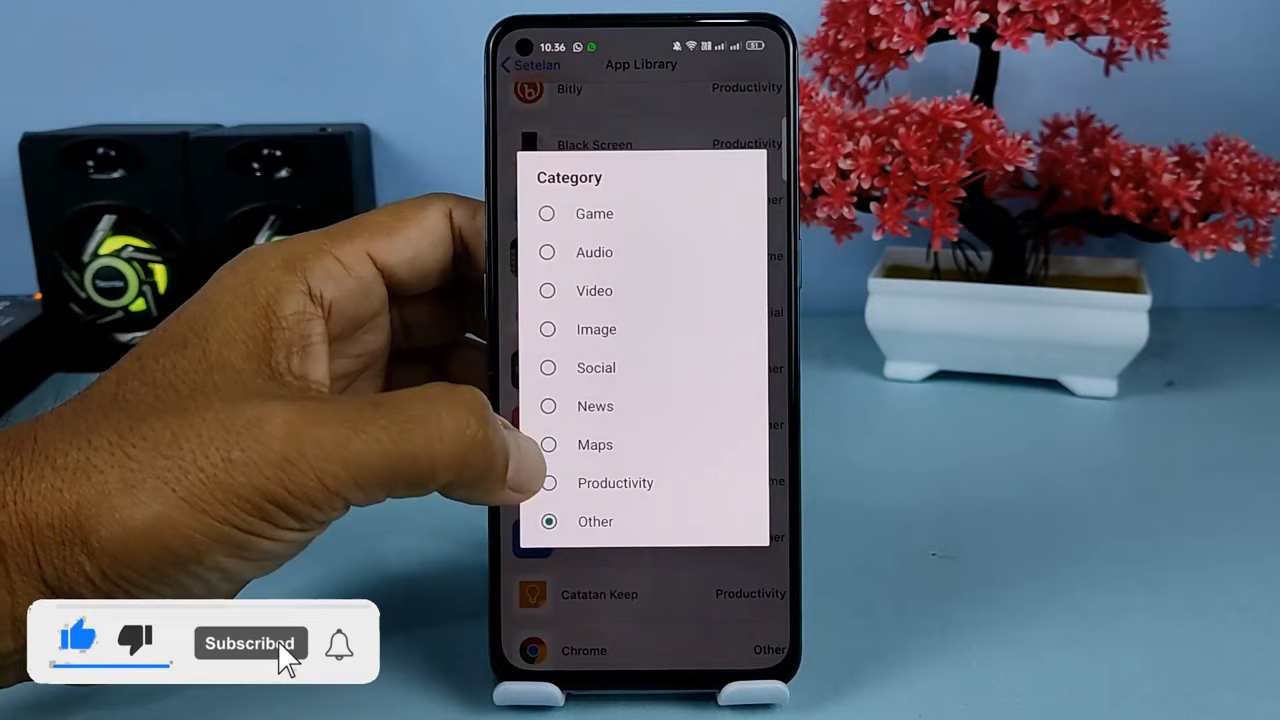 10.36
51
Setelan
App Library
Bitly
Productivity
Black Screen
Productivity
Category
Game
Audio
Video
Image
Social
News
Maps
Productivity
Other
Catatan Keep
Productivity
Chrome
Other
Subscribed